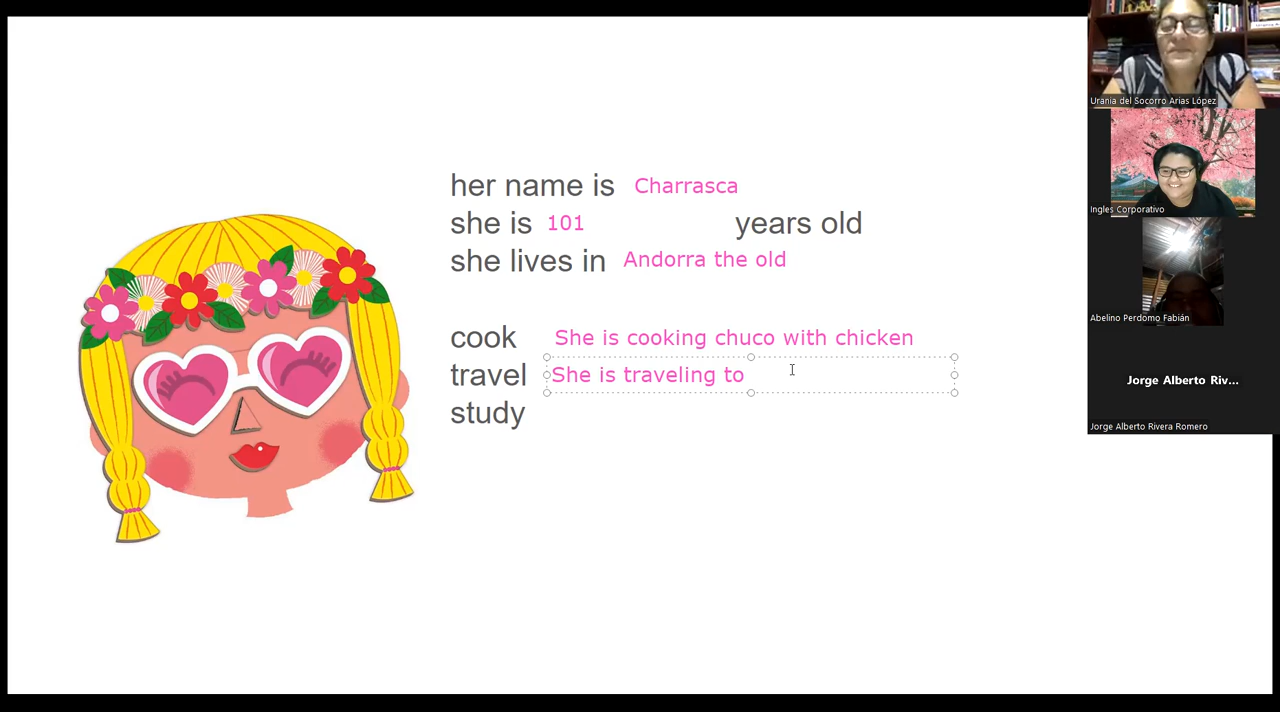 her name is Charrasca
she is 101 years old
she lives in Andorra the old
cook She is cooking chuco with chicken
travel She is traveling to
study
Urania del Socorro Arias López
Ingles Corporativo
Abelino Perdomo Fabián
Jorge Alberto Riv...
Jorge Alberto Rivera Romero